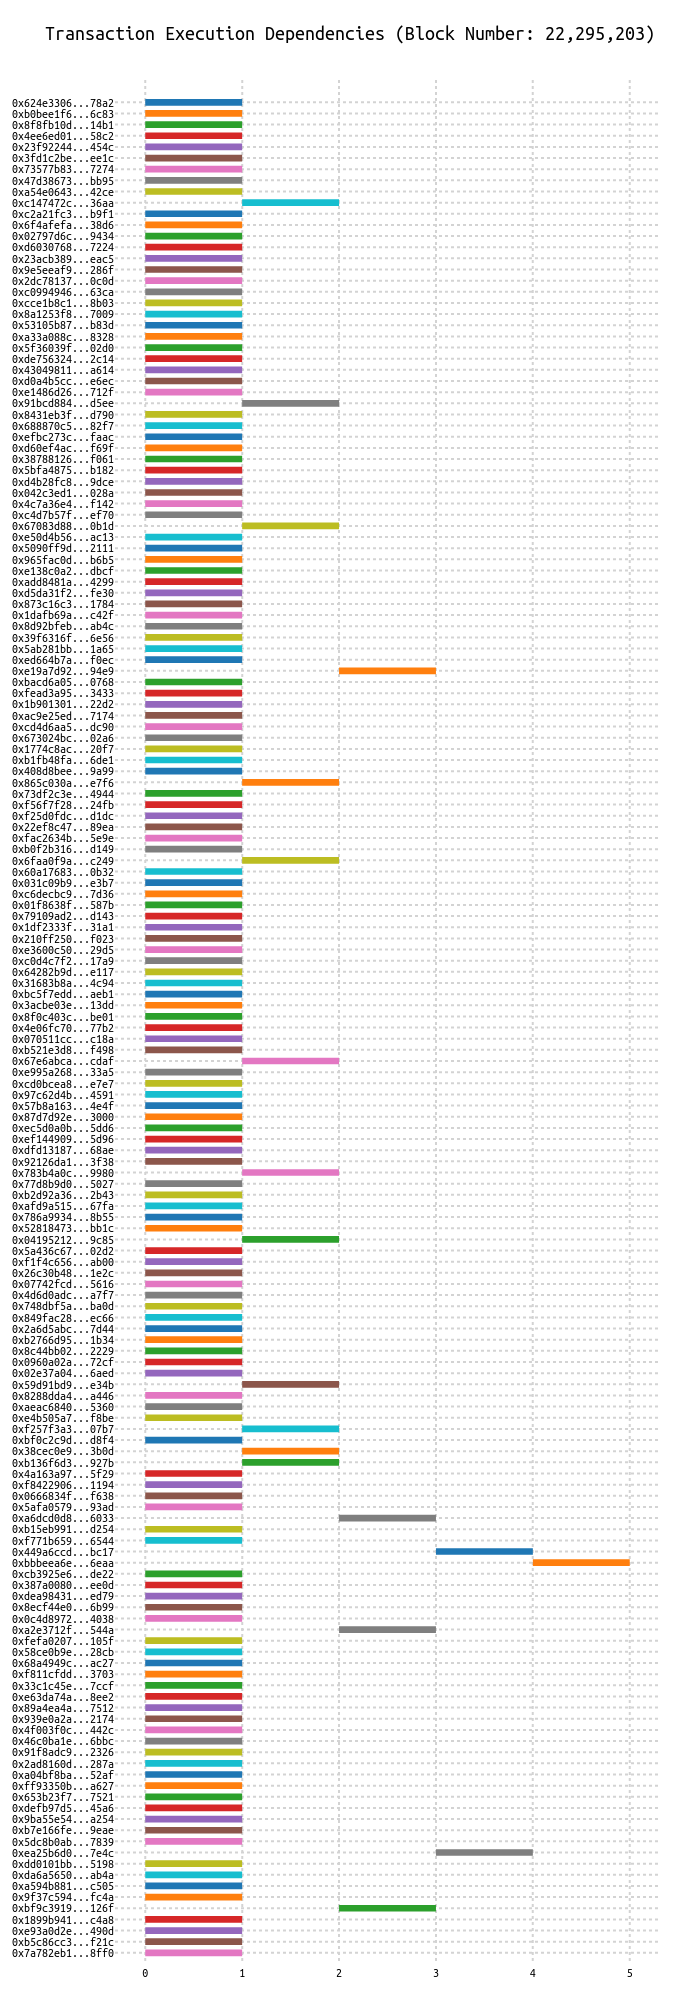 Transaction Execution Dependencies (Block Number: 22,295,203)
0x624e3306...78a2
0xb0bee1f6...6c83
0x8f8fb10d...14b1
0x4ee6ed01...58c2
0x23f92244...454c
0x3fd1c2be...ee1c
0x73577b83...7274
0x47d38673...bb95
0xa54e0643...42ce
0xc147472c...36aa
0xc2a21fc3...b9f1
0x6f4afefa...38d6
0x02797d6c...9434
0xd6030768...7224
0x23acb389...eac5
0x9e5eeaf9...286f
0x2dc78137...0c0d
0xc0994946...63ca
0xcce1b8c1...8b03
0x8a1253f8...7009
0x53105b87...b83d
0xa33a088c...8328
0x5f36039f...02d0
0xde756324...2c14
0x43049811...a614
0xd0a4b5cc...e6ec
0xe1486d26...712f
0x91bcd884...d5ee
0x8431eb3f...d790
0x688870c5...82f7
0xefbc273c...faac
0xd60ef4ac...f69f
0x38788126...f061
0x5bfa4875...b182
0xd4b28fc8...9dce
0x042c3ed1...028a
0x4c7a36e4...f142
0xc4d7b57f...ef70
0x67083d88...0b1d
0xe50d4b56...ac13
0x5090ff9d...2111
0x965fac0d...b6b5
0xe138c0a2...dbcf
0xadd8481a...4299
0xd5da31f2...fe30
0x873c16c3...1784
0x1dafb69a...c42f
0x8d92bfeb...ab4c
0x39f6316f...6e56
0x5ab281bb...1a65
0xed664b7a...f0ec
0xe19a7d92...94e9
0xbacd6a05...0768
0xfead3a95...3433
0x1b901301...22d2
0xac9e25ed...7174
0xcd4d6aa5...dc90
0x673024bc...02a6
0x1774c8ac...20f7
0xb1fb48fa...6de1
0x408d8bee...9a99
0x865c030a...e7f6
0x73df2c3e...4944
0xf56f7f28...24fb
0xf25d0fdc...d1dc
0x22ef8c47...89ea
0xfac2634b...5e9e
0xb0f2b316...d149
0x6faa0f9a...c249
0x60a17683...0b32
0x031c09b9...e3b7
0xc6decbc9...7d36
0x01f8638f...587b
0x79109ad2...d143
0x1df2333f...31a1
0x210ff250...f023
0xe3600c50...29d5
0xc0d4c7f2...17a9
0x64282b9d...e117
0x31683b8a...4c94
0xbc5f7edd...aeb1
0x3acbe03e...13dd
0x8f0c403c...be01
0x4e06fc70...77b2
0x070511cc...c18a
0xb521e3d8...f498
0x67e6abca...cdaf
0xe995a268...33a5
0xcd0bcea8...e7e7
0x97c62d4b...4591
0x57b8a163...4e4f
0x87d7d92e...3000
0xec5d0a0b...5dd6
0xef144909...5d96
0xdfd13187...68ae
0x92126da1...3f38
0x783b4a0c...9980
0x77d8b9d0...5027
0xb2d92a36...2b43
0xafd9a515...67fa
0x786a9934...8b55
0x52818473...bb1c
0x04195212...9c85
0x5a436c67...02d2
0xf1f4c656...ab00
0x26c30b48...1e2c
0x07742fcd...5616
0x4d6d0adc...a7f7
0x748dbf5a...ba0d
0x849fac28...ec66
0x2a6d5abc...7d44
0xb2766d95...1b34
0x8c44bb02...2229
0x0960a02a...72cf
0x02e37a04...6aed
0x59d91bd9...e34b
0x8288dda4...a446
0xaeac6840...5360
0xe4b505a7...f8be
0xf257f3a3...07b7
0xbf0c2c9d...d8f4
0x38cec0e9...3b0d
0xb136f6d3...927b
0x4a163a97...5f29
0xf8422906...1194
0x0666834f...f638
0x5afa0579...93ad
0xa6dcd0d8...6033
0xb15eb991...d254
0xf771b659...6544
0x449a6ccd...bc17
0xbbbeea6e...6eaa
0xcb3925e6...de22
0x387a0080...ee0d
0xdea98431...ed79
0x8ecf44e0...6b99
0x0c4d8972...4038
0xa2e3712f...544a
0xfefa0207...105f
0x58ce0b9e...28cb
0x68a4949c...ac27
0xf811cfdd...3703
0x33c1c45e...7ccf
0xe63da74a...8ee2
0x89a4ea4a...7512
0x939e0a2a...2174
0x4f003f0c...442c
0x46c0ba1e...6bbc
0x91f8adc9...2326
0x2ad8160d...287a
0xa04bf8ba...52af
0xff93350b...a627
0x653b23f7...7521
0xdefb97d5...45a6
0x9ba55e54...a254
0xb7e166fe...9eae
0x5dc8b0ab...7839
0xea25b6d0...7e4c
0xdd0101bb...5198
0xda6a5650...ab4a
0xa594b881...c505
0x9f37c594...fc4a
0xbf9c3919...126f
0x1899b941...c4a8
0xe93a0d2e...490d
0xb5c86cc3...f21c
0x7a782eb1...8ff0
0 1 2 3 4 5